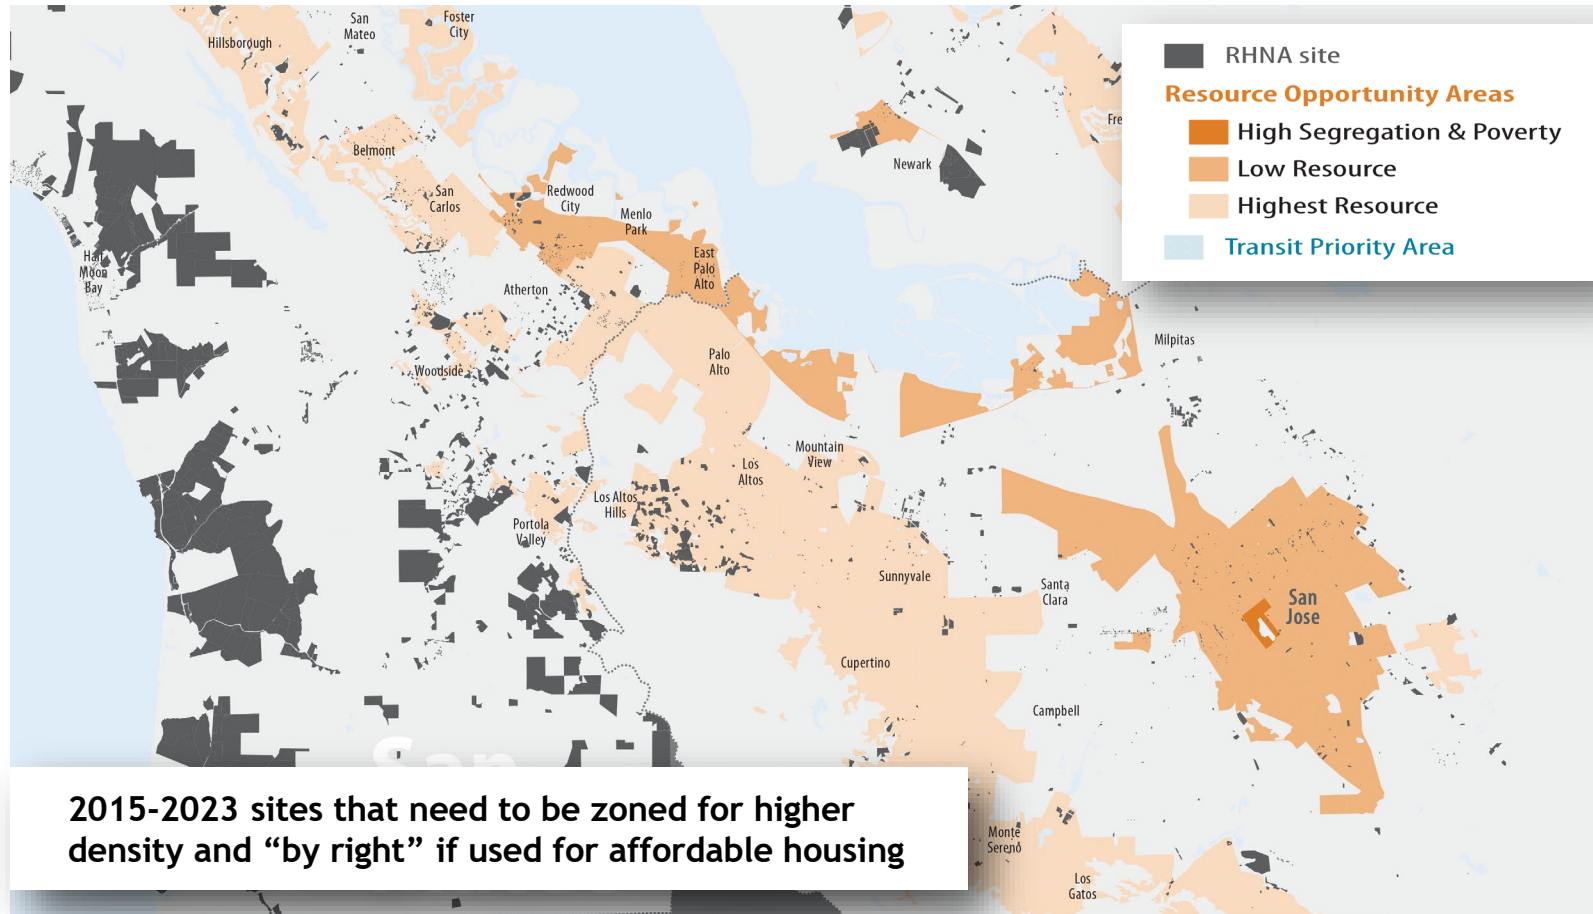 San
Mateo
Foster
City
Hillsborough
RHNA site
Resource Opportunity Areas
High Segregation & Poverty
Low Resource
Highest Resource
Transit Priority Area
Fre
Belmont
Newark
San
Carlos
Redwood
City
Menlo
Park
Half
Moon
Bay
East
Palo
Alto
Atherton
Milpitas
Palo
Alto
Woodside
Mountain
View
Los
Altos
Los Altos
Hills
Portola
Valley
Sunnyvale
Santa
Clara
San
Jose
Cupertino
Campbell
San
2015-2023 sites that need to be zoned for higher
density and “by right” if used for affordable housing
Monte
Sereno
Los
Gatos